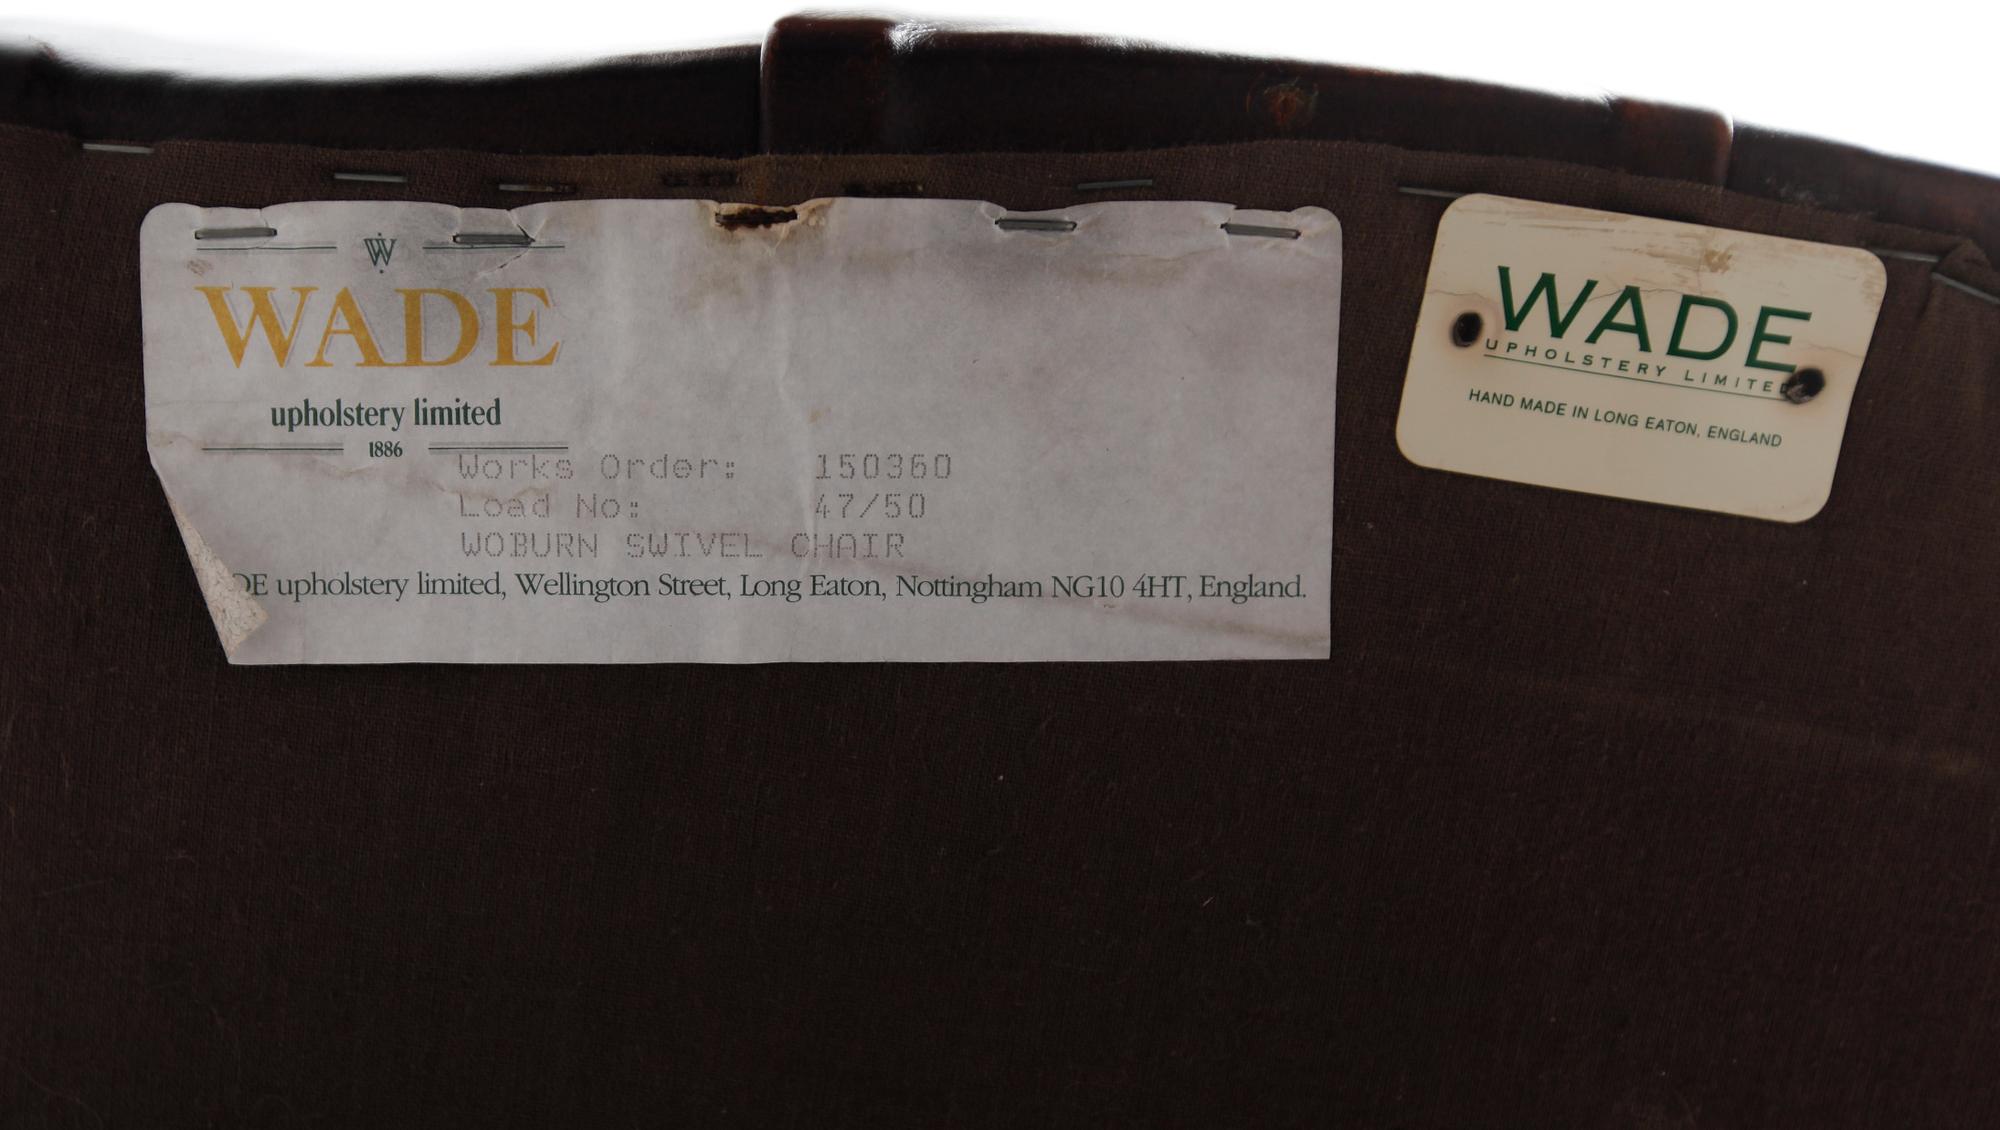 W
WADE
upholstery limited
1886
Works Order: 150360
Load No: 47/50
WOBURN SWIVEL CHAIR
DE upholstery limited, Wellington Street, Long Eaton, Nottingham NG10 4HT, England.
WADE
UPHOLSTERY LIMITED
HAND MADE IN LONG EATON, ENGLAND